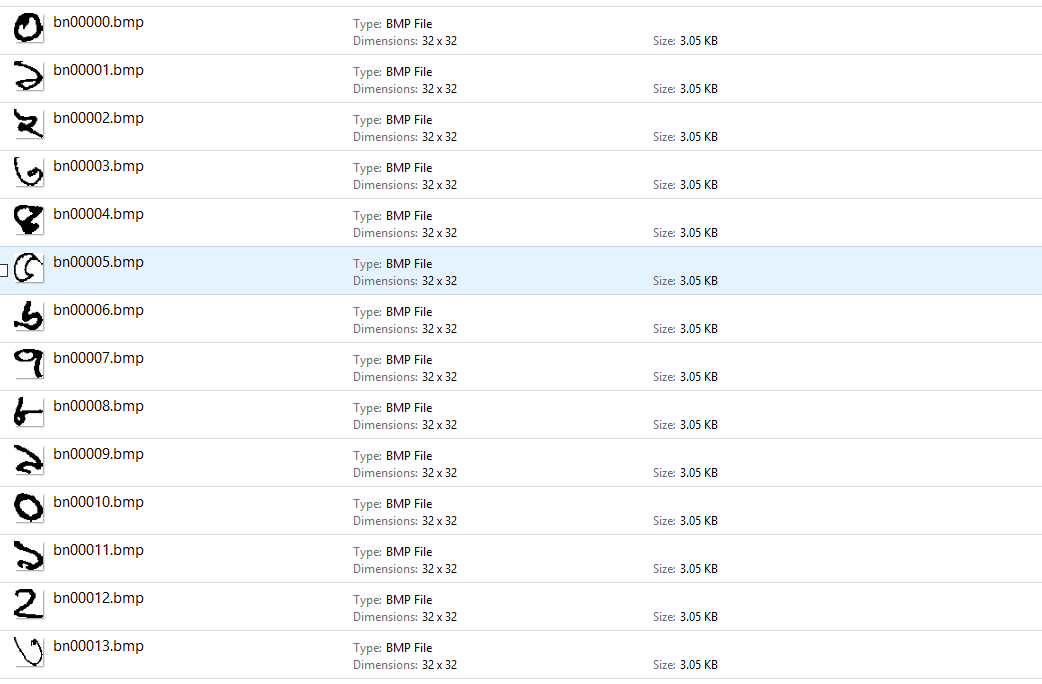 bn00000.bmp
Type: BMP File
Dimensions: 32 x 32 Size: 3.05 KB
bn00001.bmp
Type: BMP File
Dimensions: 32 x 32 Size: 3.05 KB
bn00002.bmp
Type: BMP File
Dimensions: 32 x 32 Size: 3.05 KB
bn00003.bmp
Type: BMP File
Dimensions: 32 x 32 Size: 3.05 KB
bn00004.bmp
Type: BMP File
Dimensions: 32 x 32 Size: 3.05 KB
bn00005.bmp
Type: BMP File
Dimensions: 32 x 32 Size: 3.05 KB
bn00006.bmp
Type: BMP File
Dimensions: 32 x 32 Size: 3.05 KB
bn00007.bmp
Type: BMP File
Dimensions: 32 x 32 Size: 3.05 KB
bn00008.bmp
Type: BMP File
Dimensions: 32 x 32 Size: 3.05 KB
bn00009.bmp
Type: BMP File
Dimensions: 32 x 32 Size: 3.05 KB
bn00010.bmp
Type: BMP File
Dimensions: 32 x 32 Size: 3.05 KB
bn00011.bmp
Type: BMP File
Dimensions: 32 x 32 Size: 3.05 KB
bn00012.bmp
Type: BMP File
Dimensions: 32 x 32 Size: 3.05 KB
bn00013.bmp
Type: BMP File
Dimensions: 32 x 32 Size: 3.05 KB